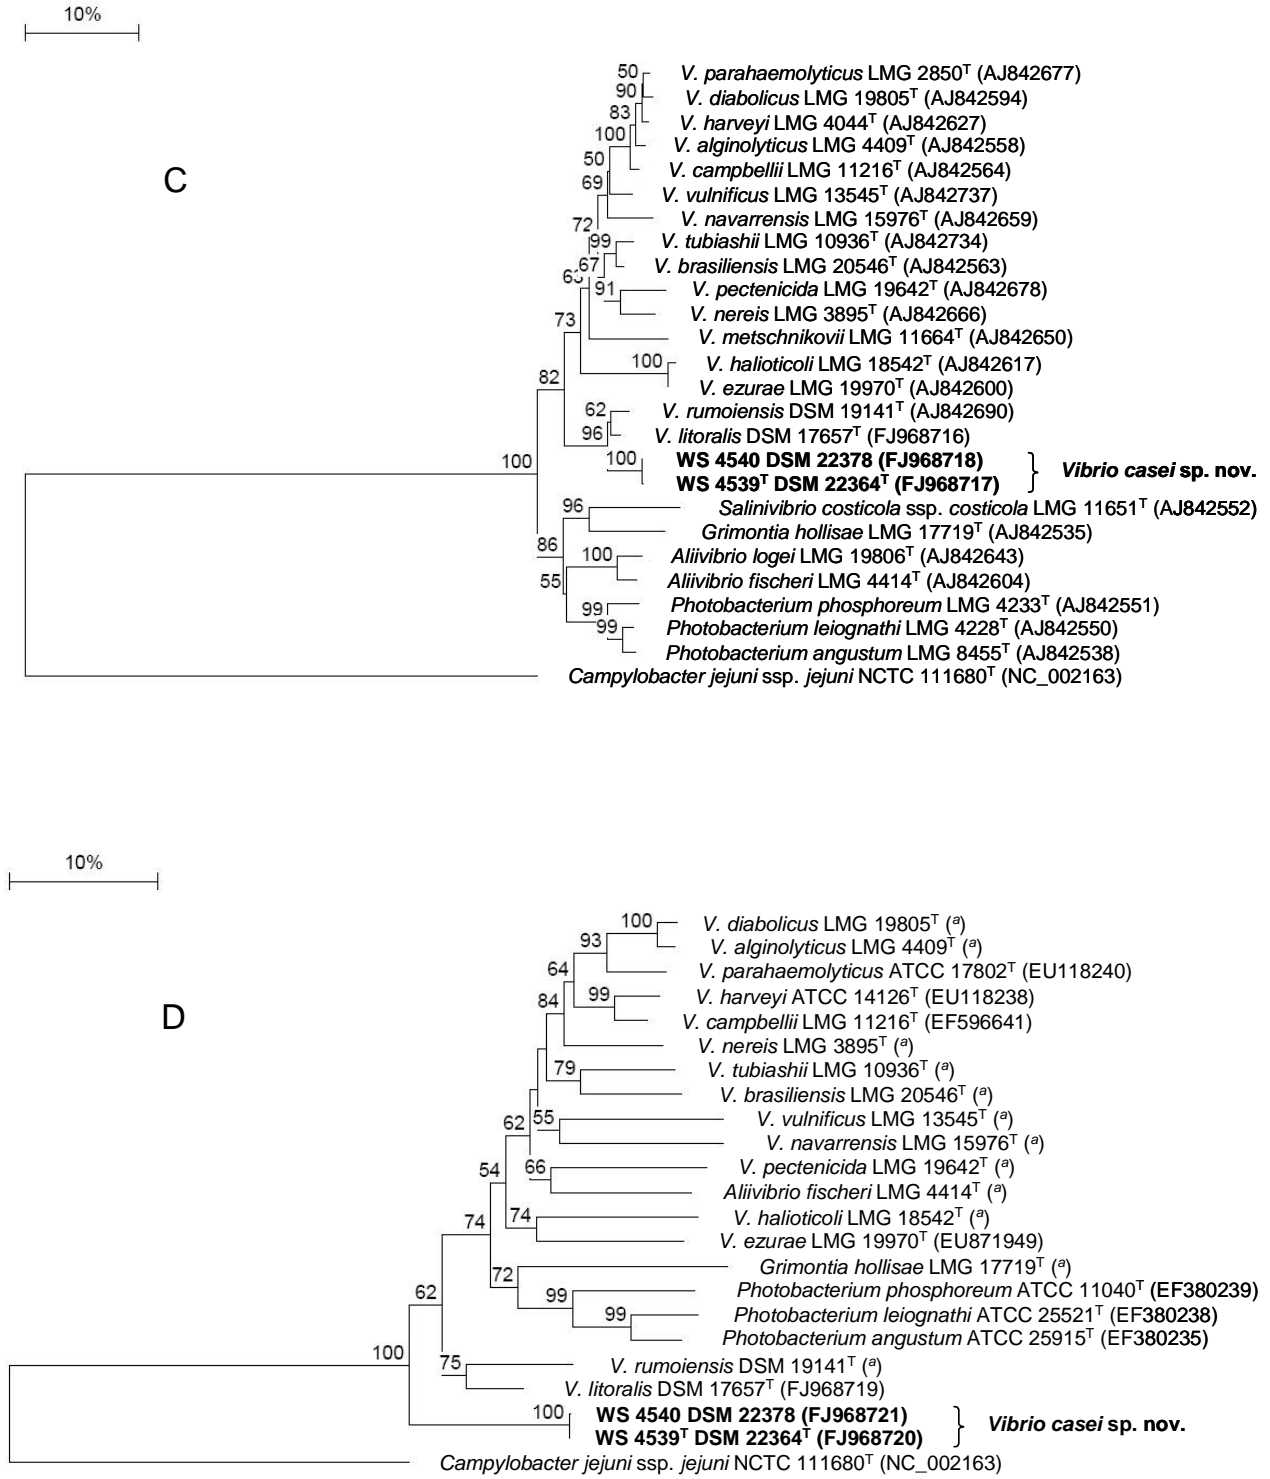 10%
C
50
V. parahaemolyticus LMG 2850ᵀ (AJ842677)
90
V. diabolicus LMG 19805ᵀ (AJ842594)
83
V. harveyi LMG 4044ᵀ (AJ842627)
100
V. alginolyticus LMG 4409ᵀ (AJ842558)
50
V. campbellii LMG 11216ᵀ (AJ842564)
69
V. vulnificus LMG 13545ᵀ (AJ842737)
V. navarrensis LMG 15976ᵀ (AJ842659)
72
99
V. tubiashii LMG 10936ᵀ (AJ842734)
67
V. brasiliensis LMG 20546ᵀ (AJ842563)
91
V. pectenicida LMG 19642ᵀ (AJ842678)
V. nereis LMG 3895ᵀ (AJ842666)
73
V. metschnikovii LMG 11664ᵀ (AJ842650)
100
V. halioticoli LMG 18542ᵀ (AJ842617)
82
V. ezurae LMG 19970ᵀ (AJ842600)
62
V. rumoiensis DSM 19141ᵀ (AJ842690)
96
V. litoralis DSM 17657ᵀ (FJ968716)
100
100
WS 4540 DSM 22378 (FJ968718)
WS 4539ᵀ DSM 22364ᵀ (FJ968717)
Vibrio casei sp. nov.
96
Salinivibrio costicola ssp. costicola LMG 11651ᵀ (AJ842552)
Grimontia hollisae LMG 17719ᵀ (AJ842535)
86
100
Aliivibrio logei LMG 19806ᵀ (AJ842643)
55
Aliivibrio fischeri LMG 4414ᵀ (AJ842604)
99
Photobacterium phosphoreum LMG 4233ᵀ (AJ842551)
99
Photobacterium leiognathi LMG 4228ᵀ (AJ842550)
Photobacterium angustum LMG 8455ᵀ (AJ842538)
Campylobacter jejuni ssp. jejuni NCTC 111680ᵀ (NC_002163)
10%
D
100
V. diabolicus LMG 19805ᵀ (ᵃ)
93
V. alginolyticus LMG 4409ᵀ (ᵃ)
64
V. parahaemolyticus ATCC 17802ᵀ (EU118240)
84
99
V. harveyi ATCC 14126ᵀ (EU118238)
V. campbellii LMG 11216ᵀ (EF596641)
V. nereis LMG 3895ᵀ (ᵃ)
79
V. tubiashii LMG 10936ᵀ (ᵃ)
V. brasiliensis LMG 20546ᵀ (ᵃ)
62
55
V. vulnificus LMG 13545ᵀ (ᵃ)
V. navarrensis LMG 15976ᵀ (ᵃ)
54
66
V. pectenicida LMG 19642ᵀ (ᵃ)
Aliivibrio fischeri LMG 4414ᵀ (ᵃ)
74
74
V. halioticoli LMG 18542ᵀ (ᵃ)
V. ezurae LMG 19970ᵀ (EU871949)
72
Grimontia hollisae LMG 17719ᵀ (ᵃ)
62
99
Photobacterium phosphoreum ATCC 11040ᵀ (EF380239)
99
Photobacterium leiognathi ATCC 25521ᵀ (EF380238)
Photobacterium angustum ATCC 25915ᵀ (EF380235)
100
75
V. rumoiensis DSM 19141ᵀ (ᵃ)
V. litoralis DSM 17657ᵀ (FJ968719)
100
WS 4540 DSM 22378 (FJ968721)
WS 4539ᵀ DSM 22364ᵀ (FJ968720)
Vibrio casei sp. nov.
Campylobacter jejuni ssp. jejuni NCTC 111680ᵀ (NC_002163)